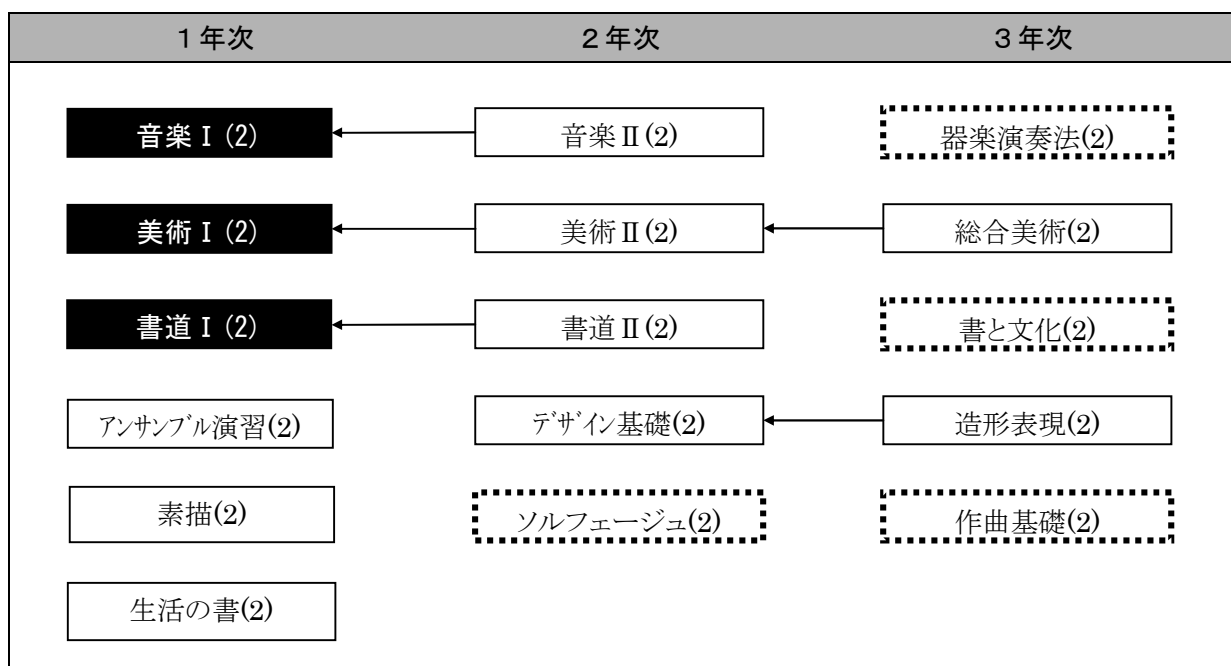 1年次 2年次 3年次
音楽Ⅰ(2) 音楽Ⅱ(2) 器楽演奏法(2)
美術Ⅰ(2) 美術Ⅱ(2) 総合美術(2)
書道Ⅰ(2) 書道Ⅱ(2) 書と文化(2)
アンサンブル演習(2) デザイン基礎(2) 造形表現(2)
素描(2) ソルフェージュ(2) 作曲基礎(2)
生活の書(2)